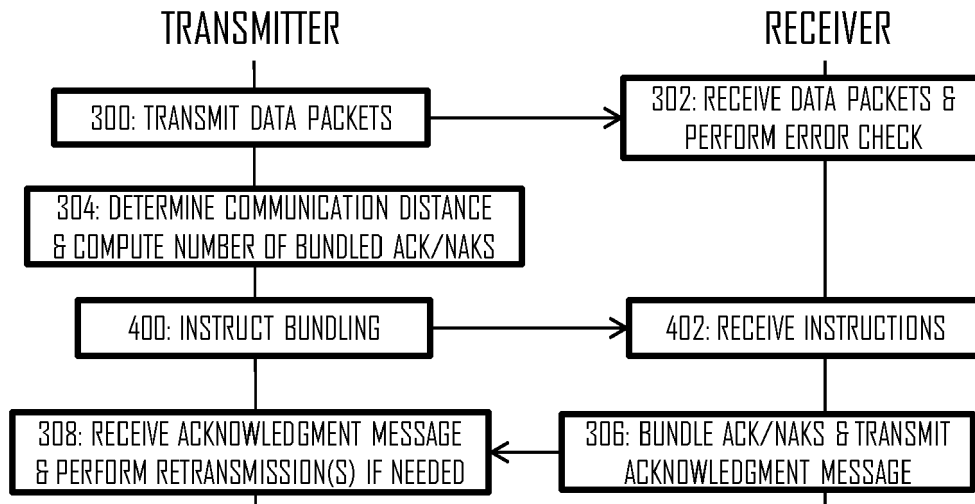 TRANSMITTER
RECEIVER
300: TRANSMIT DATA PACKETS
302: RECEIVE DATA PACKETS &
PERFORM ERROR CHECK
304: DETERMINE COMMUNICATION DISTANCE
& COMPUTE NUMBER OF BUNDLED ACK/NAKS
400: INSTRUCT BUNDLING
402: RECEIVE INSTRUCTIONS
308: RECEIVE ACKNOWLEDGMENT MESSAGE
& PERFORM RETRANSMISSION(S) IF NEEDED
306: BUNDLE ACK/NAKS & TRANSMIT
ACKNOWLEDGMENT MESSAGE